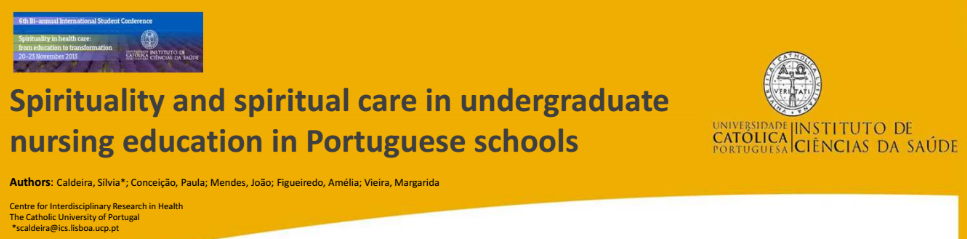 6th Bi-annual International Student Conference
Spirituality in health care:
from education to transformation
20-23 November 2013
UNIVERSIDADE CATÓLICA PORTUGUESA INSTITUTO DE CIÊNCIAS DA SAÚDE
Spirituality and spiritual care in undergraduate
nursing education in Portuguese schools
VERITATI
UNIVERSIDADE INSTITUTO DE
CATÓLICA
PORTUGUESA CIÊNCIAS DA SAÚDE
Authors: Caldeira, Sílvia*; Conceição, Paula; Mendes, João; Figueiredo, Amélia; Vieira, Margarida
Centre for Interdisciplinary Research in Health
The Catholic University of Portugal
*scaldeira@ics.lisboa.ucp.pt